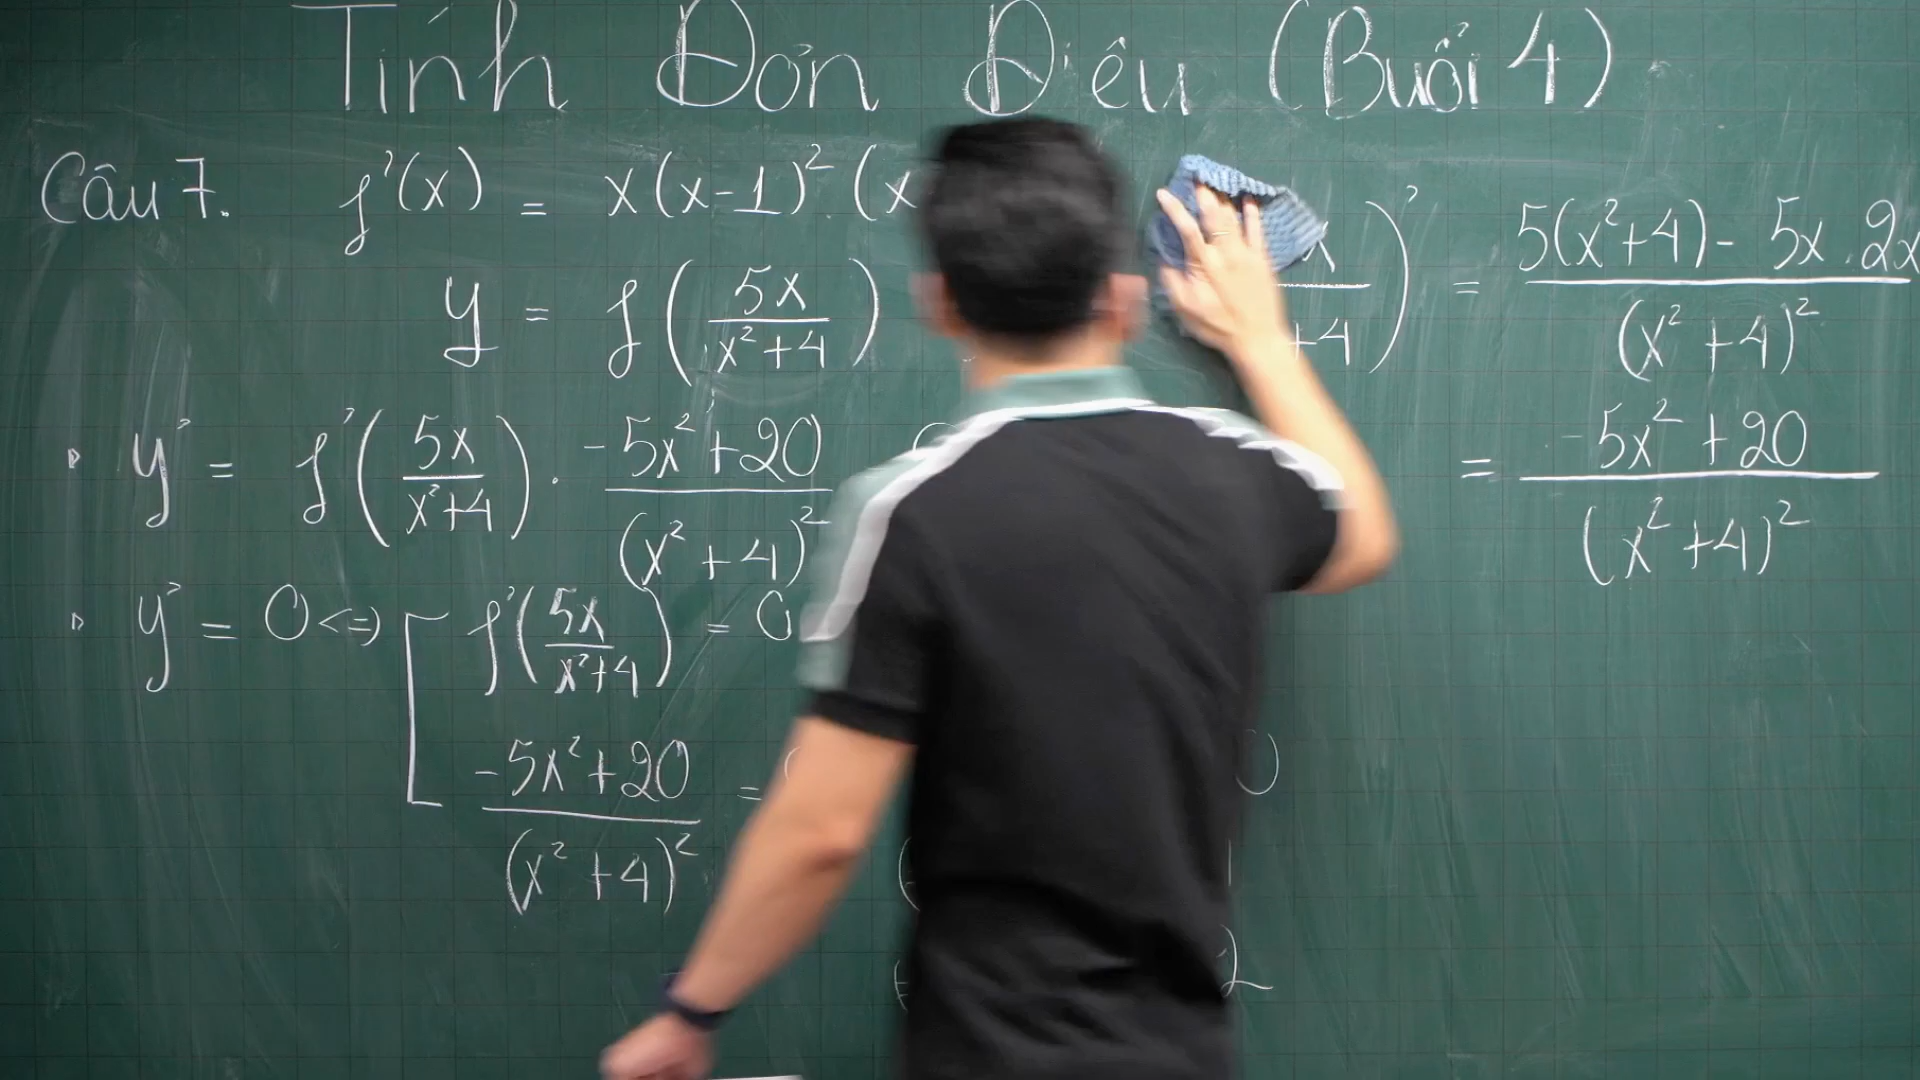 Tính Đơn Điệu (Buổi 4)
Câu 7. f'(x) = x(x-1)². (x
y = f(5x/(x²+4))
x/+4)' = (5(x²+4) - 5x.2x)/(x²+4)²
y' = f'(5x/(x²+4)) . (-5x²+20)/(x²+4)²
= (-5x²+20)/(x²+4)²
y' = 0 <=> [ f'(5x/(x²+4)) = 0
(-5x²+20)/(x²+4)² =
2